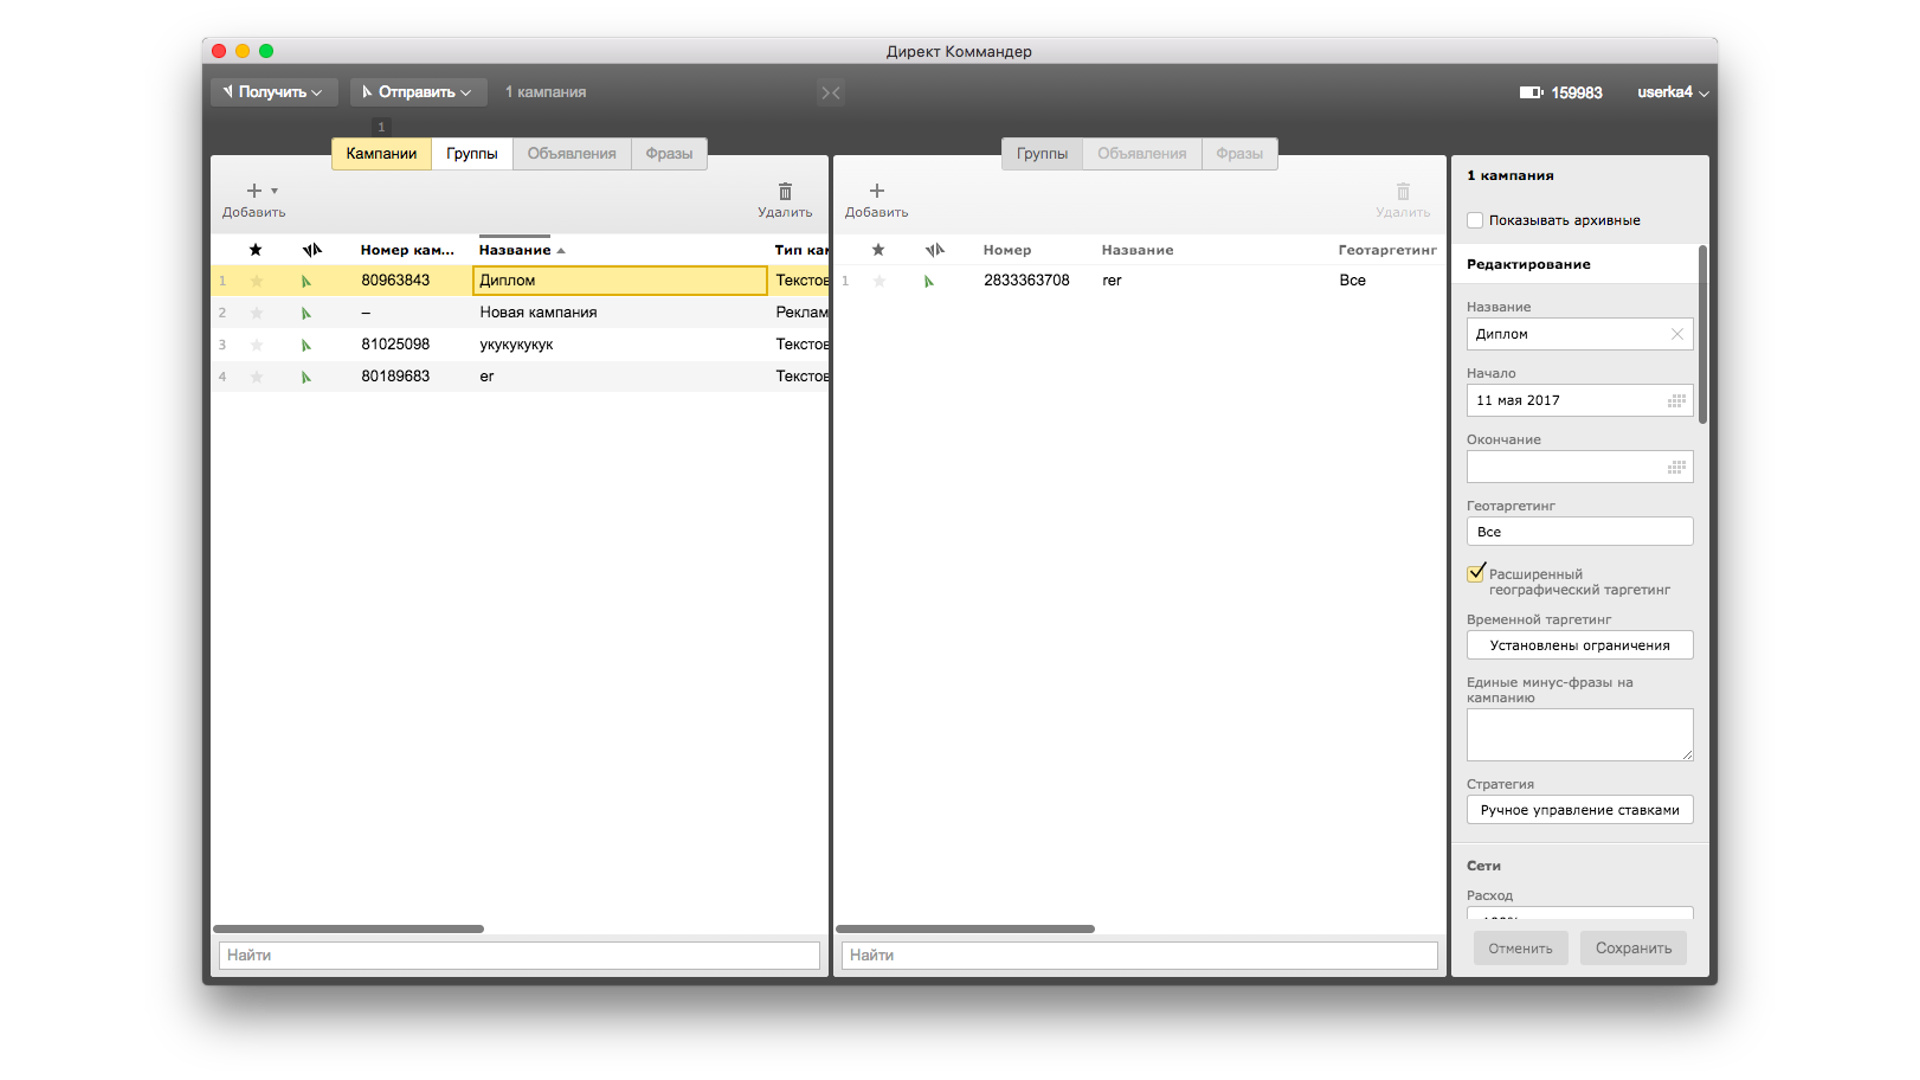 Директ Коммандер
Получить
Отправить
1 кампания
159983
userka4
1
Кампании
Группы
Объявления
Фразы
Добавить
Удалить
Номер кам...
Название
Тип кам
1
80963843
Диплом
Текстов
2
–
Новая кампания
Реклам
3
81025098
укукукукук
Текстов
4
80189683
er
Текстов
Найти
Группы
Объявления
Фразы
Добавить
Удалить
Номер
Название
Геотаргетинг
1
2833363708
rer
Все
Найти
1 кампания
Показывать архивные
Редактирование
Название
Диплом
Начало
11 мая 2017
Окончание
Геотаргетинг
Все
Расширенный
географический таргетинг
Временной таргетинг
Установлены ограничения
Единые минус-фразы на
кампанию
Стратегия
Ручное управление ставками
Сети
Расход
Отменить
Сохранить